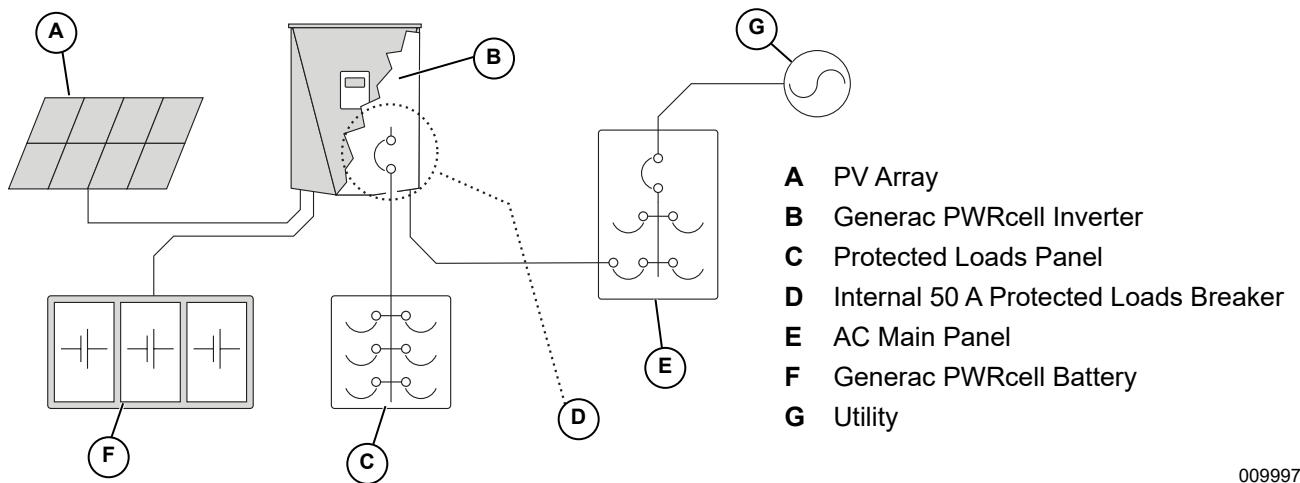 A
B
G
A PV Array
B Generac PWRcell Inverter
C Protected Loads Panel
D Internal 50 A Protected Loads Breaker
E AC Main Panel
F Generac PWRcell Battery
G Utility
E
D
F
C
009997